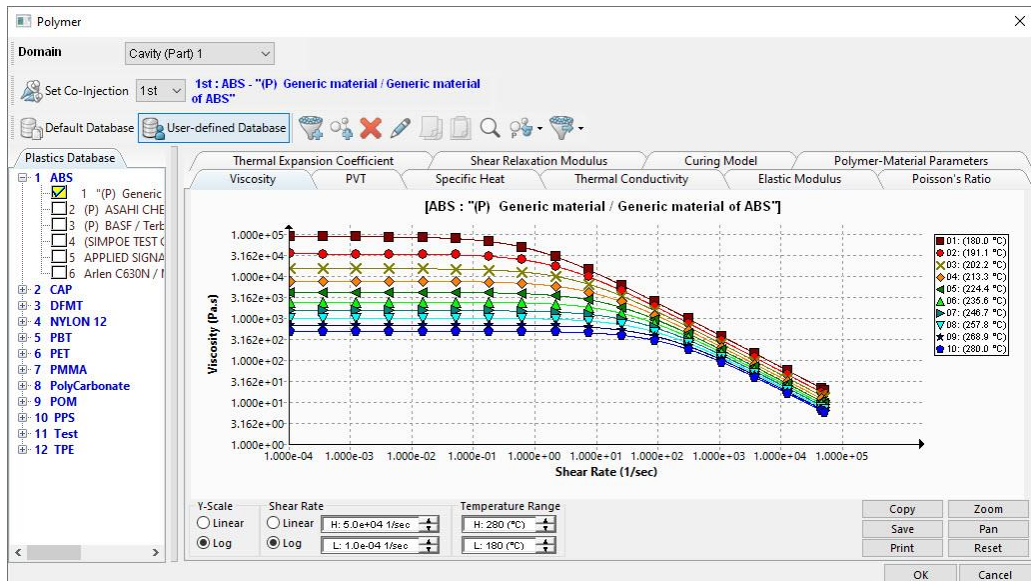 Polymer
Domain
Cavity (Part) 1
Set Co-Injection
1st
1st : ABS - "(P) Generic material / Generic material
of ABS"
Default Database
User-defined Database
Plastics Database
1 ABS
1 "(P) Generic
2 (P) ASAHI CHE
3 (P) BASF / Terb
4 (SIMPOE TEST
5 APPLIED SIGNA
6 Arlen C630N /
2 CAP
3 DFMT
4 NYLON 12
5 PBT
6 PET
7 PMMA
8 PolyCarbonate
9 POM
10 PPS
11 Test
12 TPE
Thermal Expansion Coefficient
Shear Relaxation Modulus
Curing Model
Polymer-Material Parameters
Viscosity
PVT
Specific Heat
Thermal Conductivity
Elastic Modulus
Poisson's Ratio
[ABS : "(P) Generic material / Generic material of ABS"]
Viscosity (Pa.s)
1.000e+05
3.162e+04
1.000e+04
3.162e+03
1.000e+03
3.162e+02
1.000e+02
3.162e+01
1.000e+01
3.162e+00
1.000e+00
1.000e-04
1.000e-03
1.000e-02
1.000e-01
1.000e+00
1.000e+01
1.000e+02
1.000e+03
1.000e+04
1.000e+05
Shear Rate (1/sec)
01: (180.0 °C)
02: (191.1 °C)
03: (202.2 °C)
04: (213.3 °C)
05: (224.4 °C)
06: (235.6 °C)
07: (246.7 °C)
08: (257.8 °C)
09: (268.9 °C)
10: (280.0 °C)
Y-Scale
Linear
Log
Shear Rate
Linear
H: 5.0e+04 1/sec
Log
L: 1.0e-04 1/sec
Temperature Range
H: 280 (°C)
L: 180 (°C)
Copy
Zoom
Save
Pan
Print
Reset
OK
Cancel